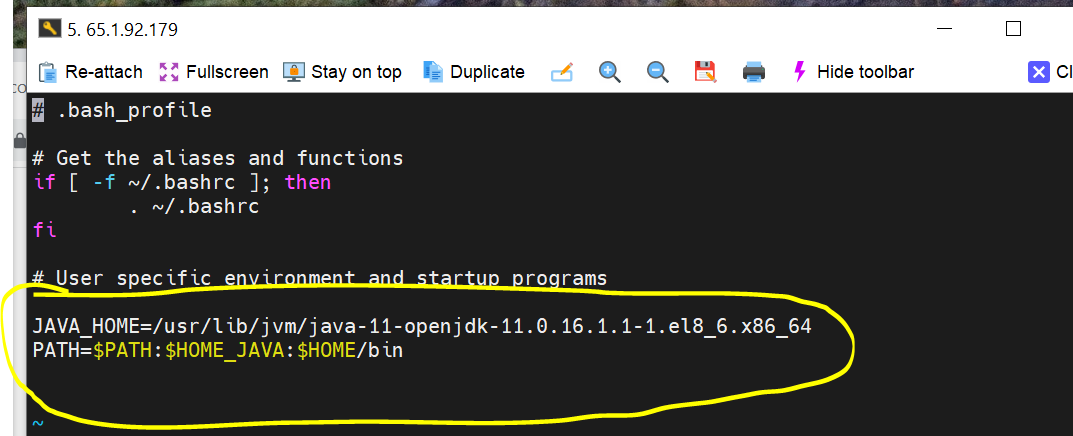 5. 65.1.92.179
Re-attach Fullscreen Stay on top Duplicate Hide toolbar Cl
# .bash_profile
# Get the aliases and functions
if [ -f ~/.bashrc ]; then
        . ~/.bashrc
fi
# User specific environment and startup programs
JAVA_HOME=/usr/lib/jvm/java-11-openjdk-11.0.16.1.1-1.el8_6.x86_64
PATH=$PATH:$HOME_JAVA:$HOME/bin
~